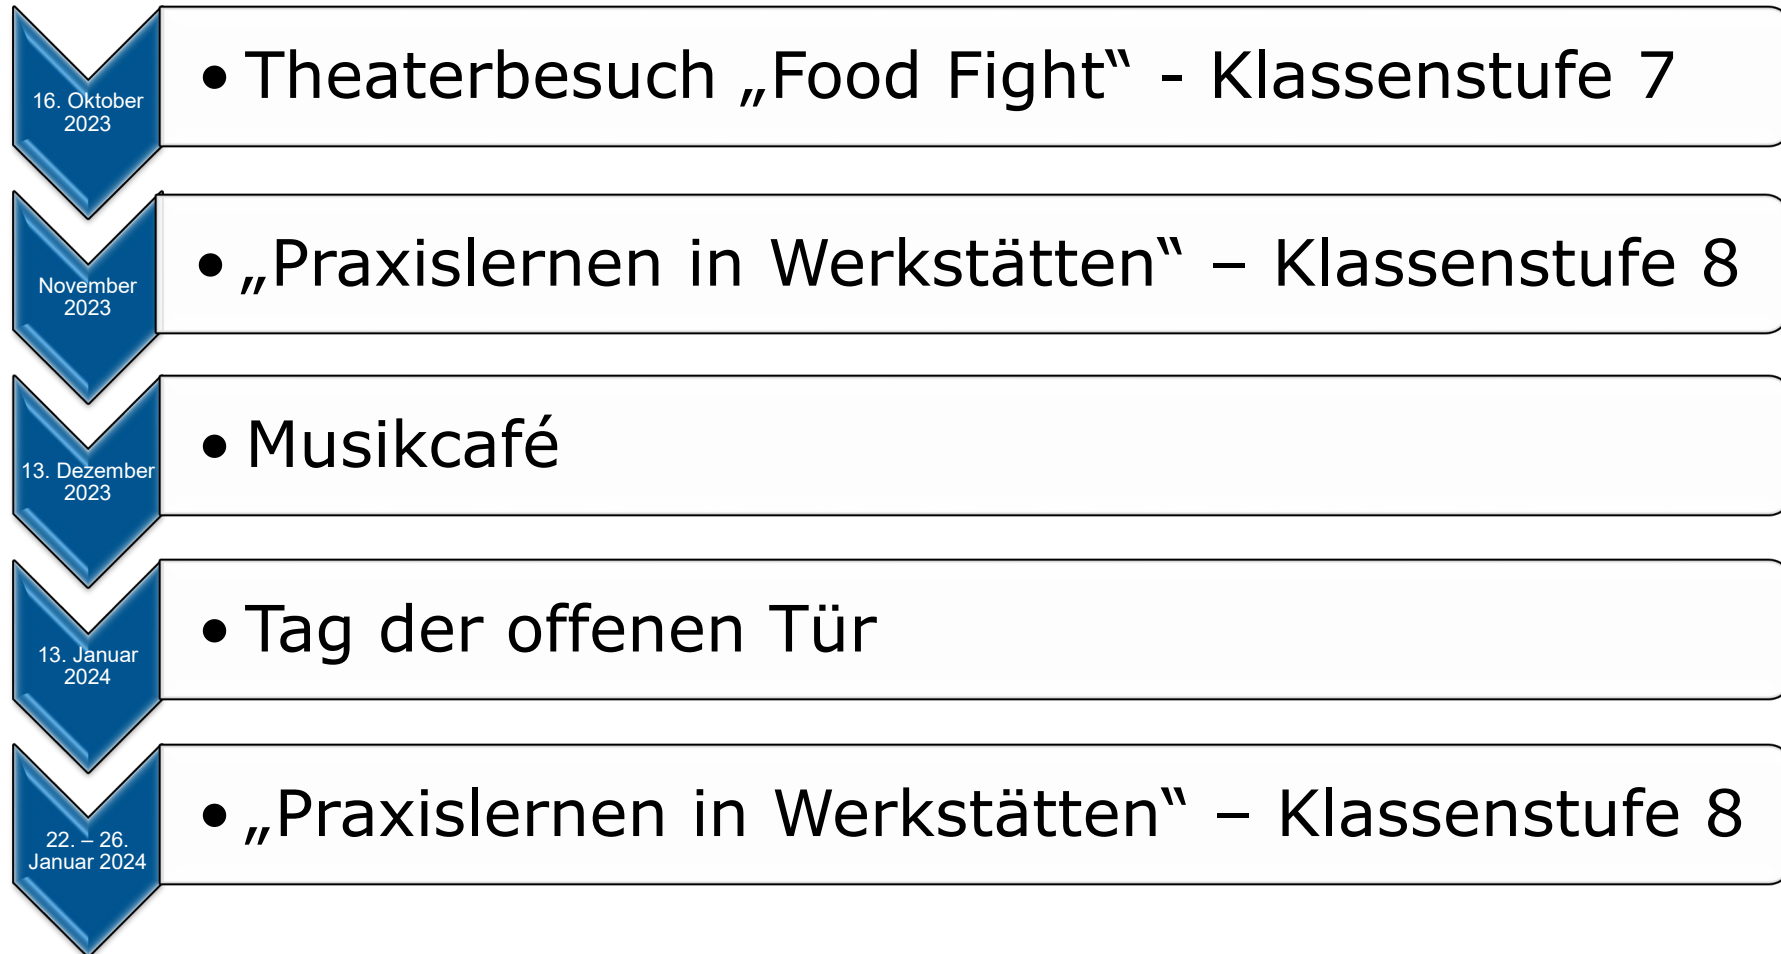 16. Oktober
2023
• Theaterbesuch „Food Fight“ - Klassenstufe 7
November
2023
• „Praxislernen in Werkstätten“ – Klassenstufe 8
13. Dezember
2023
• Musikcafé
13. Januar
2024
• Tag der offenen Tür
22. – 26.
Januar 2024
• „Praxislernen in Werkstätten“ – Klassenstufe 8